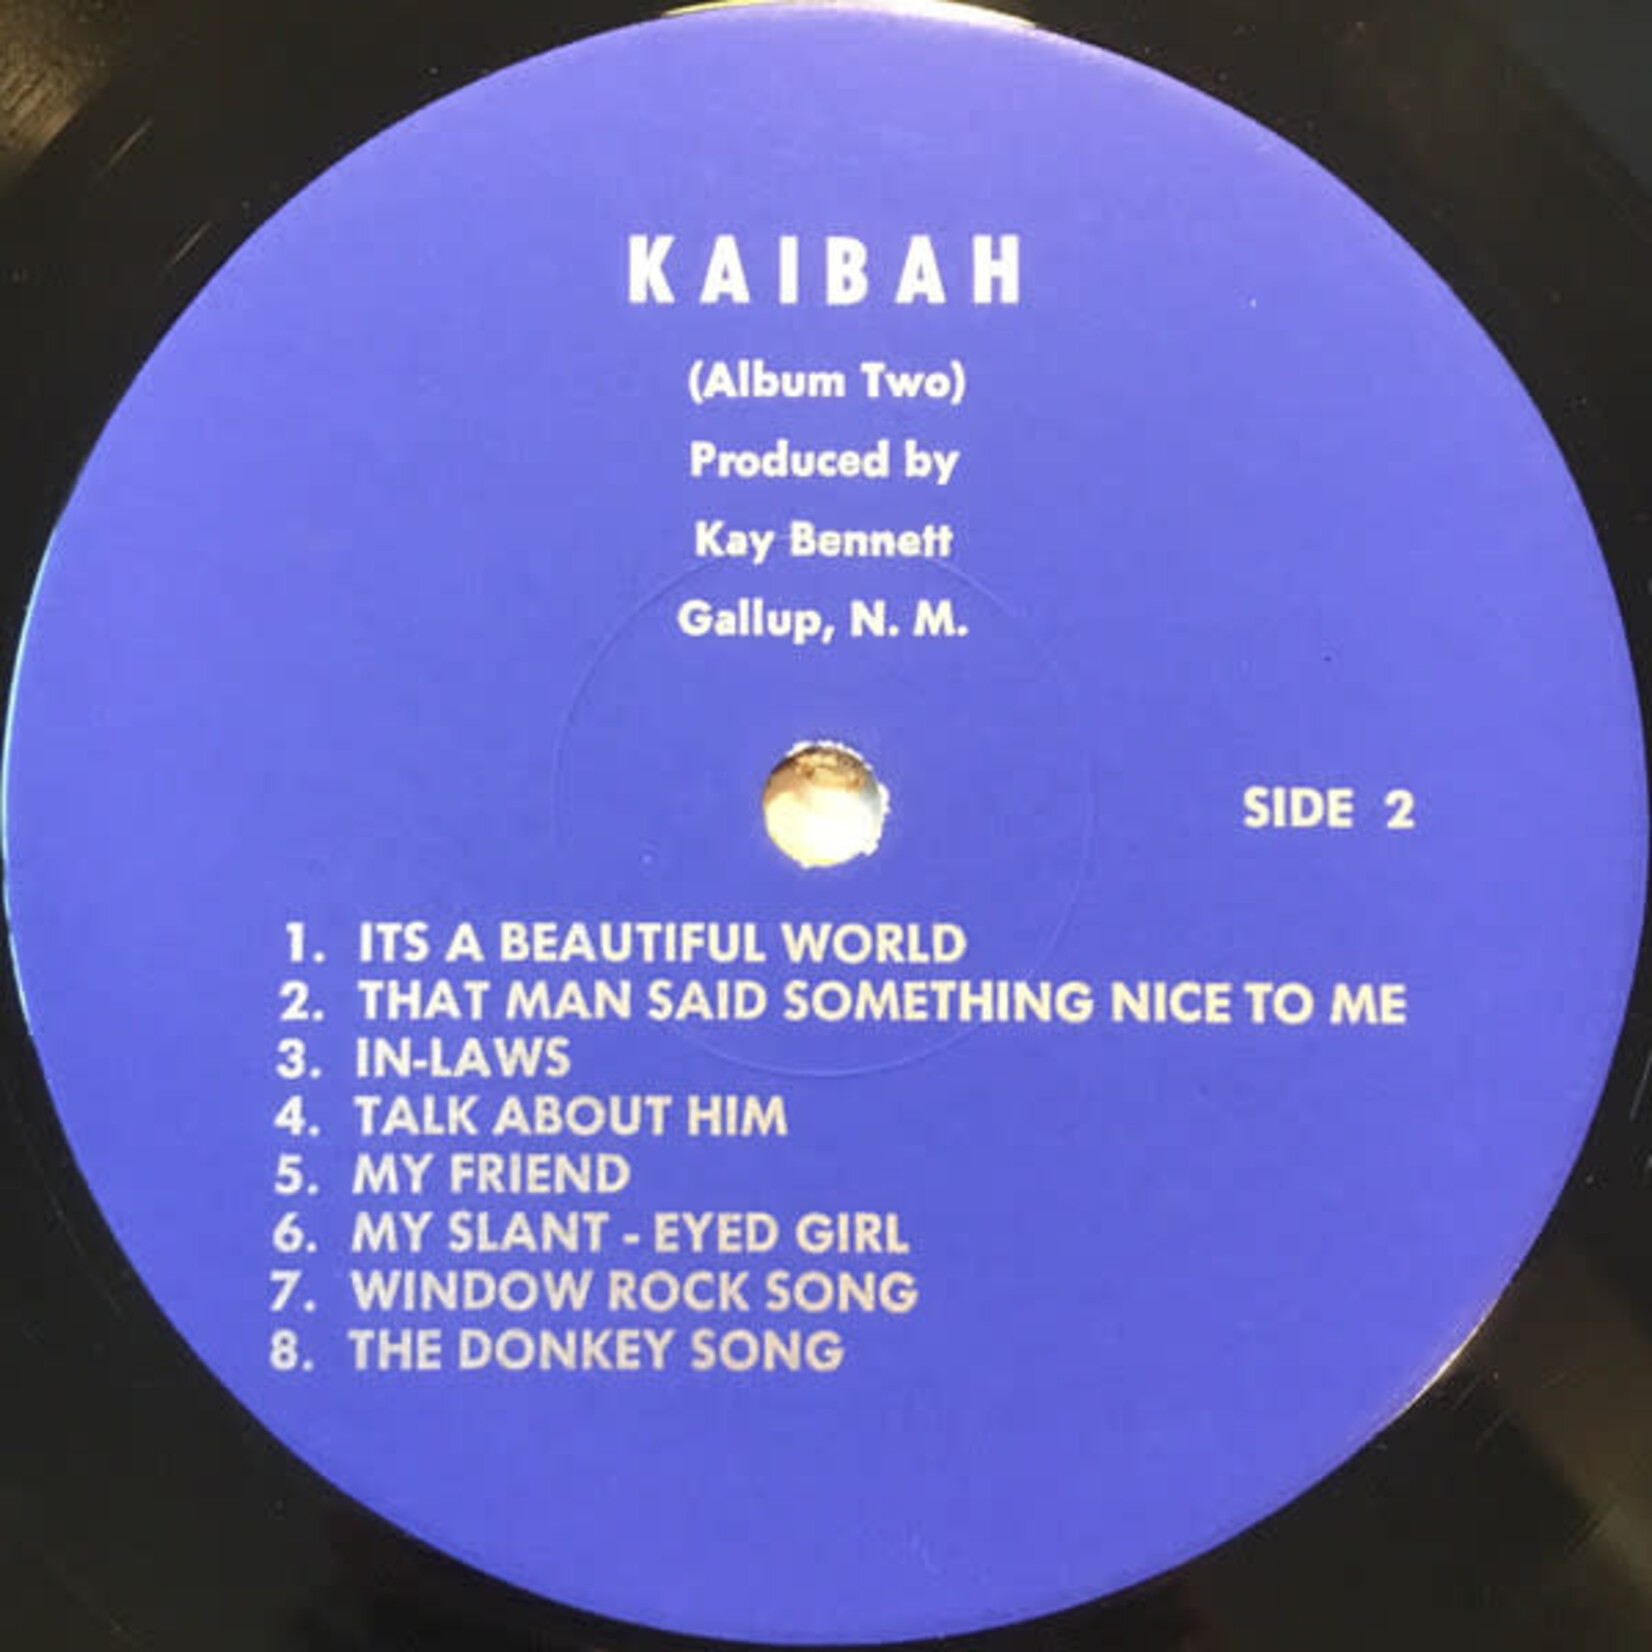 KAIBAH
(Album Two)
Produced by
Kay Bennett
Gallup, N. M.
SIDE 2
1. ITS A BEAUTIFUL WORLD
2. THAT MAN SAID SOMETHING NICE TO ME
3. IN-LAWS
4. TALK ABOUT HIM
5. MY FRIEND
6. MY SLANT - EYED GIRL
7. WINDOW ROCK SONG
8. THE DONKEY SONG